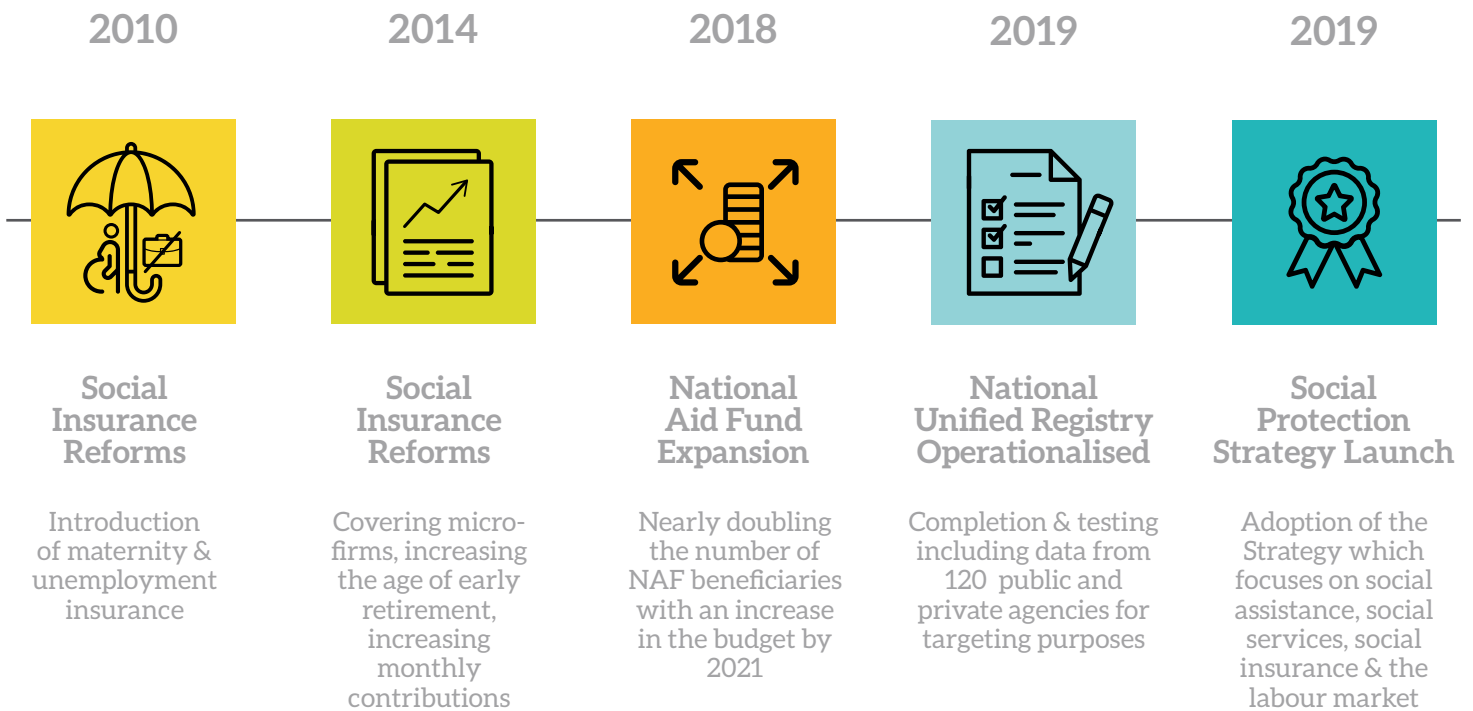 2010
2014
2018
2019
2019
Social
Insurance
Reforms
Introduction
of maternity &
unemployment
insurance
Social
Insurance
Reforms
Covering micro-
firms, increasing
the age of early
retirement,
increasing
monthly
contributions
National
Aid Fund
Expansion
Nearly doubling
the number of
NAF beneficiaries
with an increase
in the budget by
2021
National
Unified Registry
Operationalised
Completion & testing
including data from
120 public and
private agencies for
targeting purposes
Social
Protection
Strategy Launch
Adoption of the
Strategy which
focuses on social
assistance, social
services, social
insurance & the
labour market